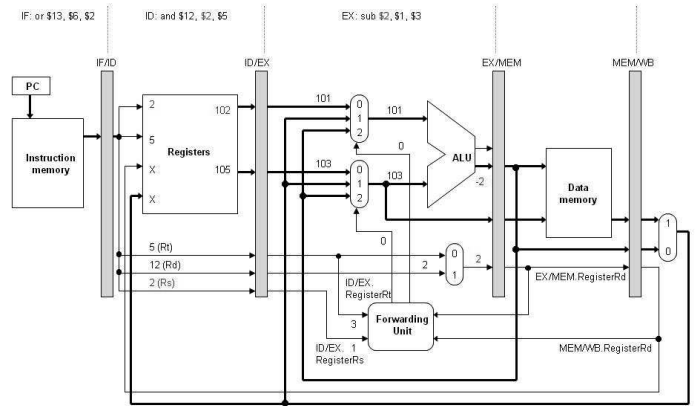 IF: or $13, $6, $2
ID: and $12, $2, $5
EX: sub $2, $1, $3
IF/ID
ID/EX
EX/MEM
MEM/WB
PC
Instruction
memory
2
5
X
X
Registers
102
105
101
0
1
2
101
0
103
0
1
2
103
0
ALU
-2
Data
memory
1
0
5 (Rt)
12 (Rd)
2 (Rs)
2
0
1
2
ID/EX.
RegisterRt
3
ID/EX. 1
RegisterRs
Forwarding
Unit
EX/MEM.RegisterRd
MEM/WB.RegisterRd